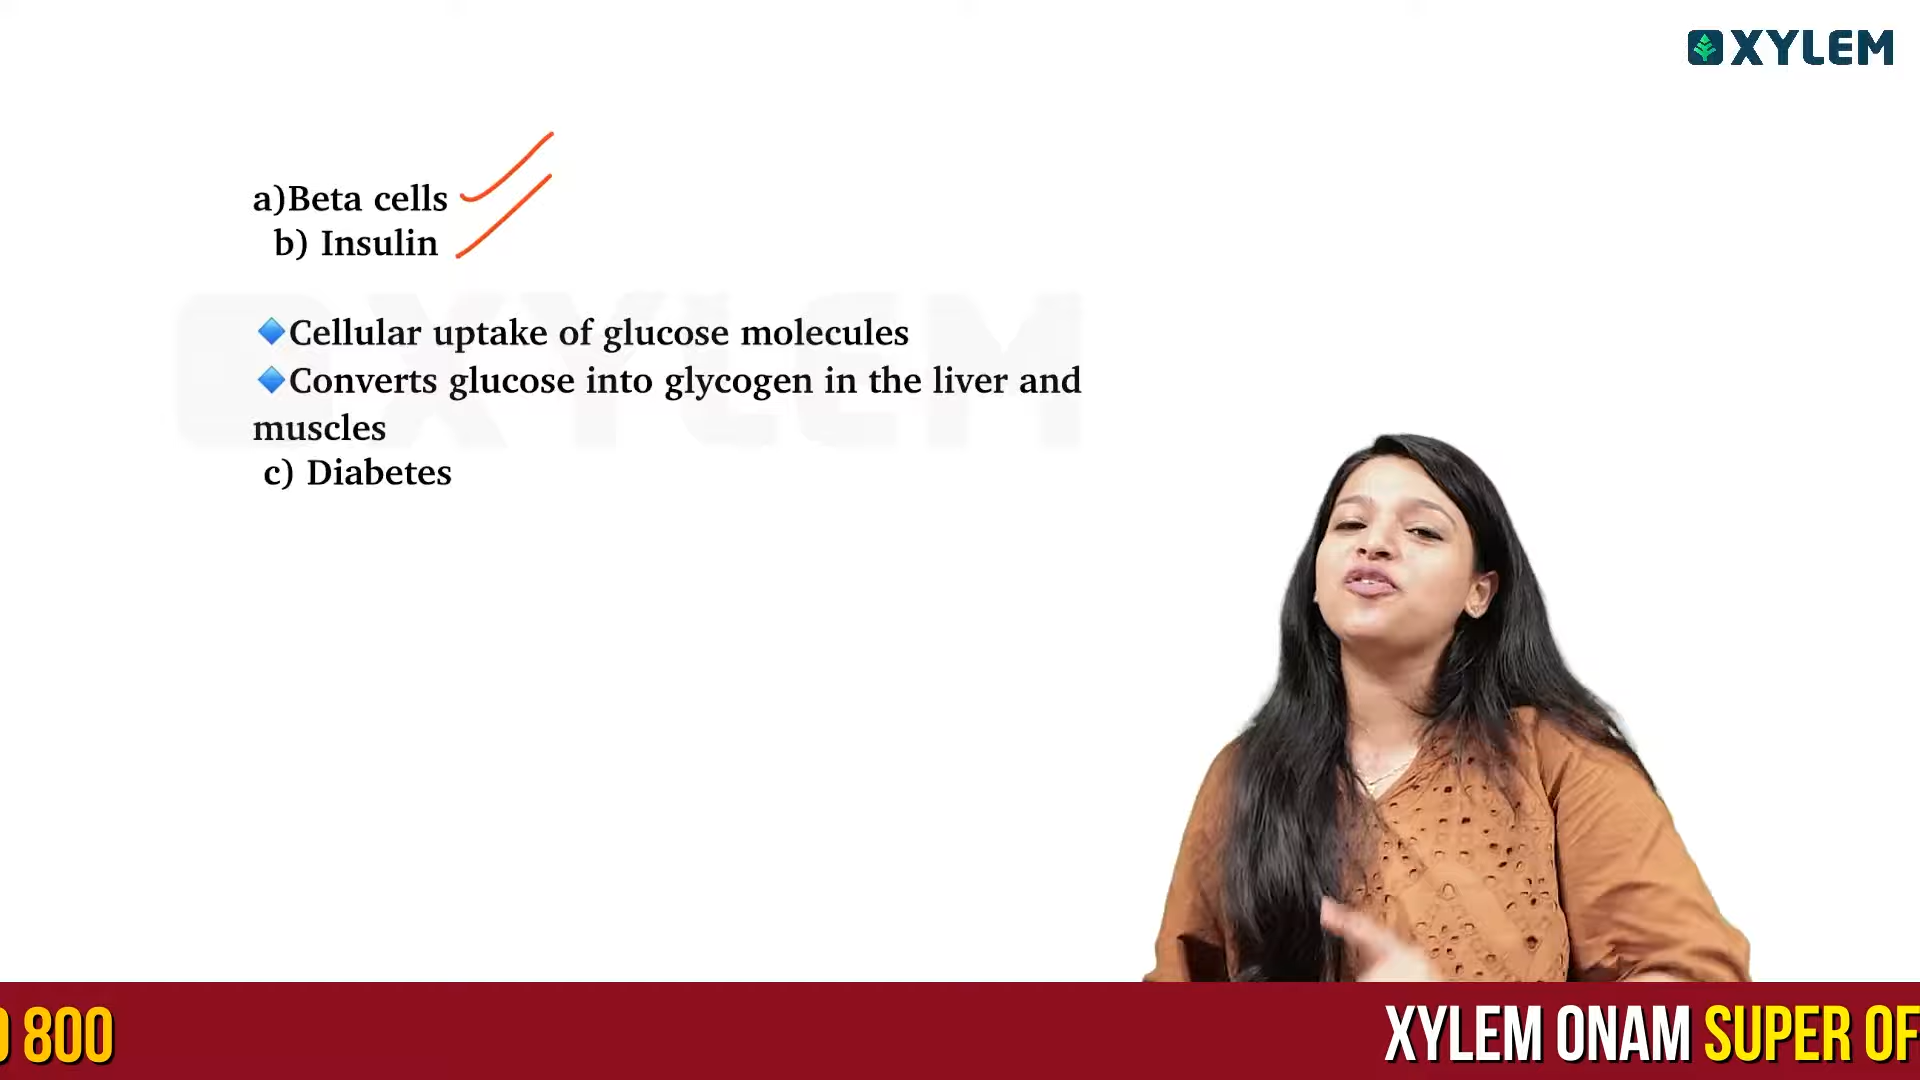 XYLEM
a)Beta cells
b) Insulin
XYLEM
🔷Cellular uptake of glucose molecules
🔷Converts glucose into glycogen in the liver and
muscles
c) Diabetes
800
XYLEM ONAM SUPER OF